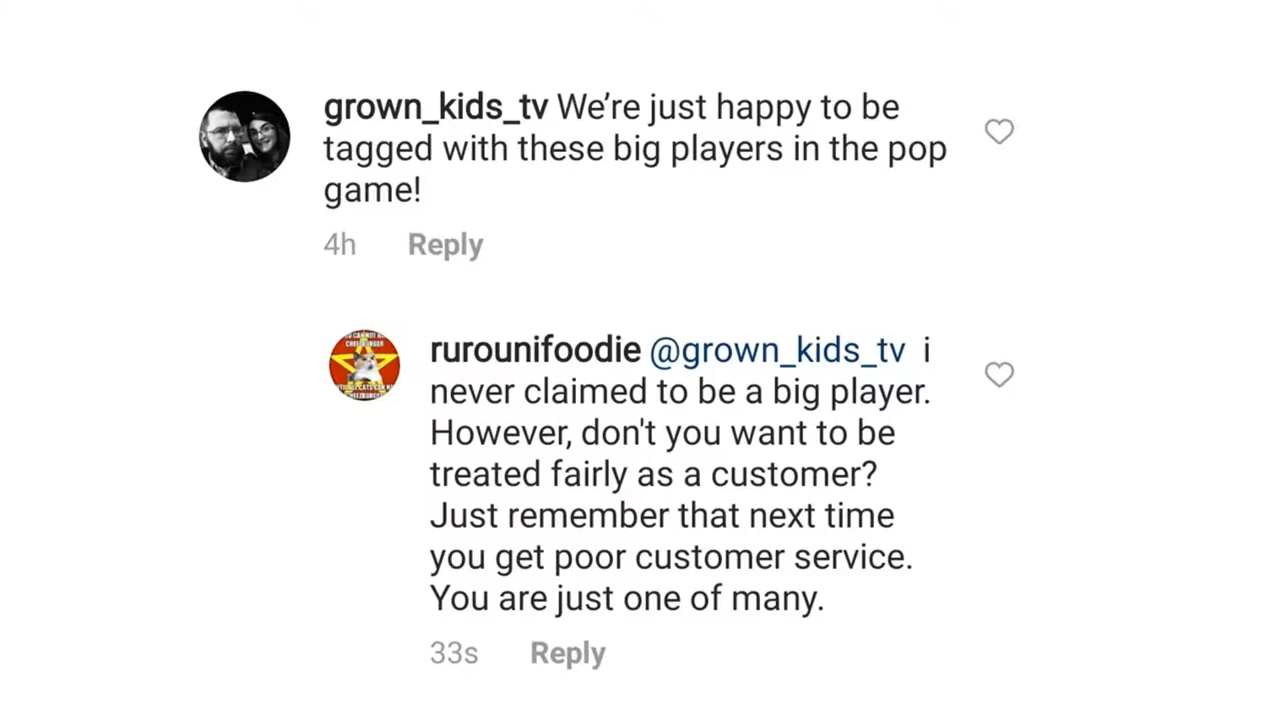 grown_kids_tv We’re just happy to be
tagged with these big players in the pop
game!
4h Reply
CHEEZBURGER
rurounifoodie @grown_kids_tv i
never claimed to be a big player.
However, don't you want to be
treated fairly as a customer?
Just remember that next time
you get poor customer service.
You are just one of many.
33s Reply